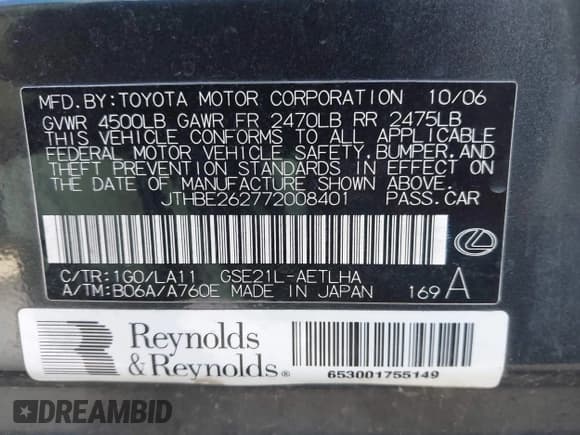 MFD.BY:TOYOTA MOTOR CORPORATION 10/06
GVWR 4500LB GAWR FR 2470LB RR 2475LB
THIS VEHICLE CONFORMS TO ALL APPLICABLE
FEDERAL MOTOR VEHICLE SAFETY,BUMPER,AND
THEFT PREVENTION STANDARDS IN EFFECT ON
THE DATE OF MANUFACTURE SHOWN ABOVE.
JTHBE262772008401 PASS.CAR
C/TR:1G0/LA11 GSE21L-AETLHA
A/TM:B06A/A760E MADE IN JAPAN 169 A
Reynolds
& Reynolds®
653001755149
DREAMBID